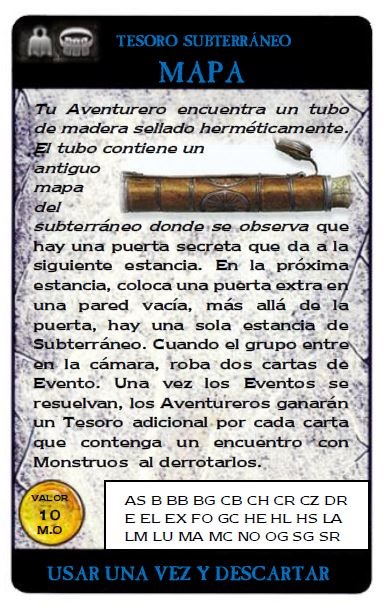 TESORO SUBTERRÁNEO
MAPA
Tu Aventurero encuentra un tubo
de madera sellado herméticamente.
El tubo contiene un
antiguo
mapa
del
subterráneo donde se observa que
hay una puerta secreta que da a la
siguiente estancia. En la próxima
estancia, coloca una puerta extra en
una pared vacía, más allá de la
puerta, hay una sola estancia de
Subterráneo. Cuando el grupo entre
en la cámara, roba dos cartas de
Evento. Una vez los Eventos se
resuelvan, los Aventureros ganarán
un Tesoro adicional por cada carta
que contenga un encuentro con
Monstruos al derrotarlos.
VALOR
10
M.O
AS B BB BG CB CH CR CZ DR
E EL EX FO GC HE HL HS LA
LM LU MA MC NO OG SG SR
USAR UNA VEZ Y DESCARTAR